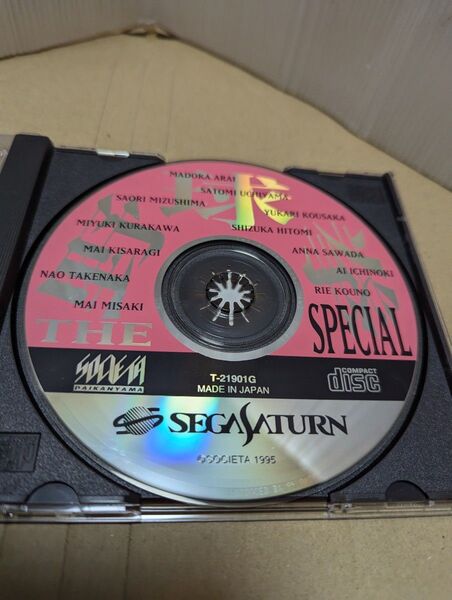 MADOKA ARAI
SATOMI UCHIYAMA
SAORI MIZUSHIMA
YUKARI KOUSAKA
MIYUKI KURAKAWA
SHIZUKA HITOMI
MAI KISARAGI
ANNA SAWADA
NAO TAKENAKA
AI ICHINOKI
MAI MISAKI
RIE KOUNO
THE
SPECIAL
SOCIETA
DAIKANYAMA
T-21901G
MADE IN JAPAN
COMPACT
disc
SEGA SATURN
©SOCIETA 1995